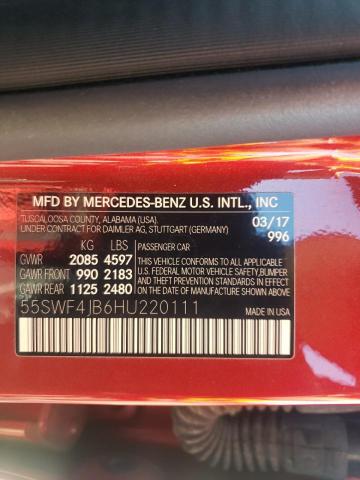 MFD BY MERCEDES-BENZ U.S. INTL., INC
TUSCALOOSA COUNTY, ALABAMA (USA). 03/17
UNDER CONTRACT FOR DAIMLER AG, STUTTGART (GERMANY) 996
KG LBS PASSENGER CAR
GVWR 2085 4597 THIS VEHICLE CONFORMS TO ALL APPLICABLE
GAWR FRONT 990 2183 U.S. FEDERAL MOTOR VEHICLE SAFETY, BUMPER, AND
GAWR REAR 1125 2480 THEFT PREVENTION STANDARDS IN EFFECT ON THE DATE OF MANUFACTURE SHOWN ABOVE.
55SWF4JB6HU220111
MADE IN USA